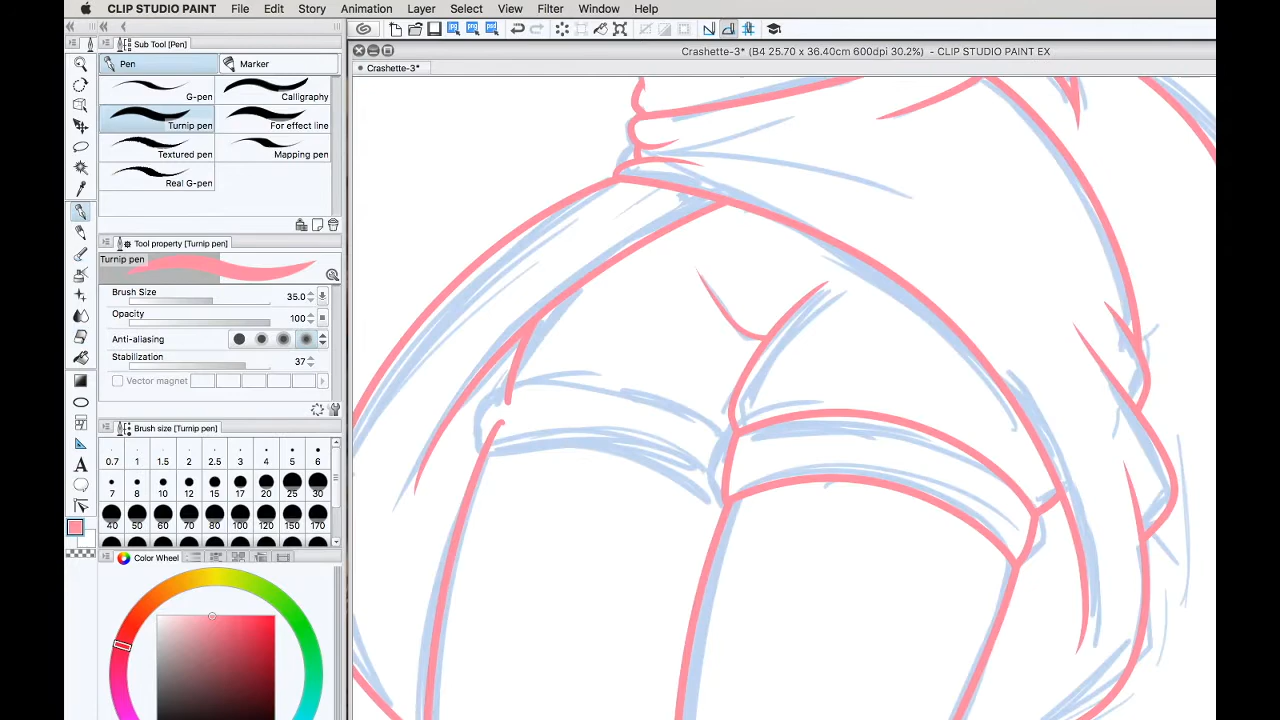 CLIP STUDIO PAINT File Edit Story Animation Layer Select View Filter Window Help
Sub Tool [Pen]
Crashette-3* (B4 25.70 x 36.40cm 600dpi 30.2%) - CLIP STUDIO PAINT EX
Pen Marker
Crashette-3*
G-pen Calligraphy
Turnip pen For effect line
Textured pen Mapping pen
Real G-pen
Tool property [Turnip pen]
Turnip pen
Brush Size 35.0
Opacity 100
Anti-aliasing
Stabilization 37
Vector magnet
Brush size [Turnip pen]
0.7 1 1.5 2 2.5 3 4 5 6
7 8 10 12 15 17 20 25 30
40 50 60 70 80 100 120 150 170
Color Wheel